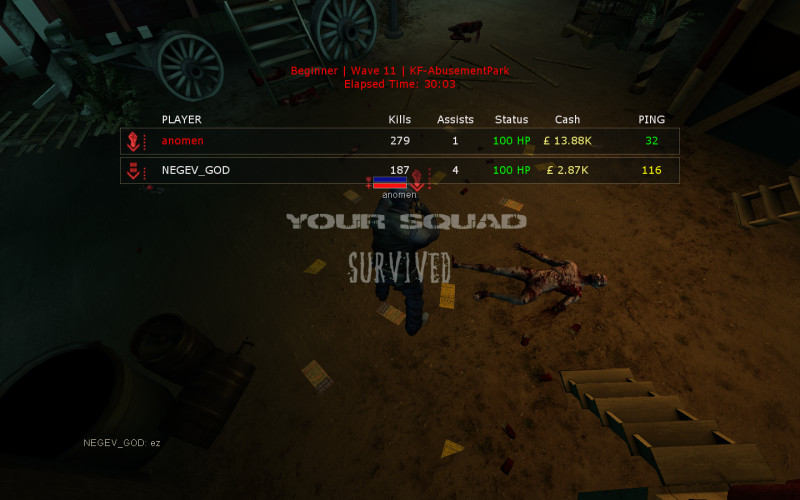 Beginner | Wave 11 | KF-AbusementPark
Elapsed Time: 30:03
PLAYER Kills Assists Status Cash PING
anomen 279 1 100 HP £ 13.88K 32
NEGEV_GOD 187 4 100 HP £ 2.87K 116
anomen
YOUR SQUAD
SURVIVED
NEGEV_GOD: ez